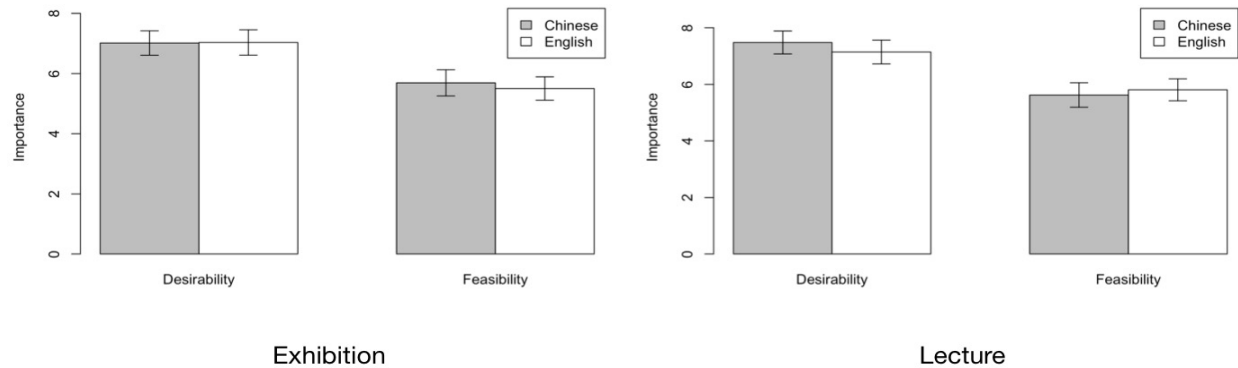 Importance
8
6
4
2
0
Chinese
English
Desirability
Feasibility
Exhibition
Importance
8
6
4
2
0
Chinese
English
Desirability
Feasibility
Lecture